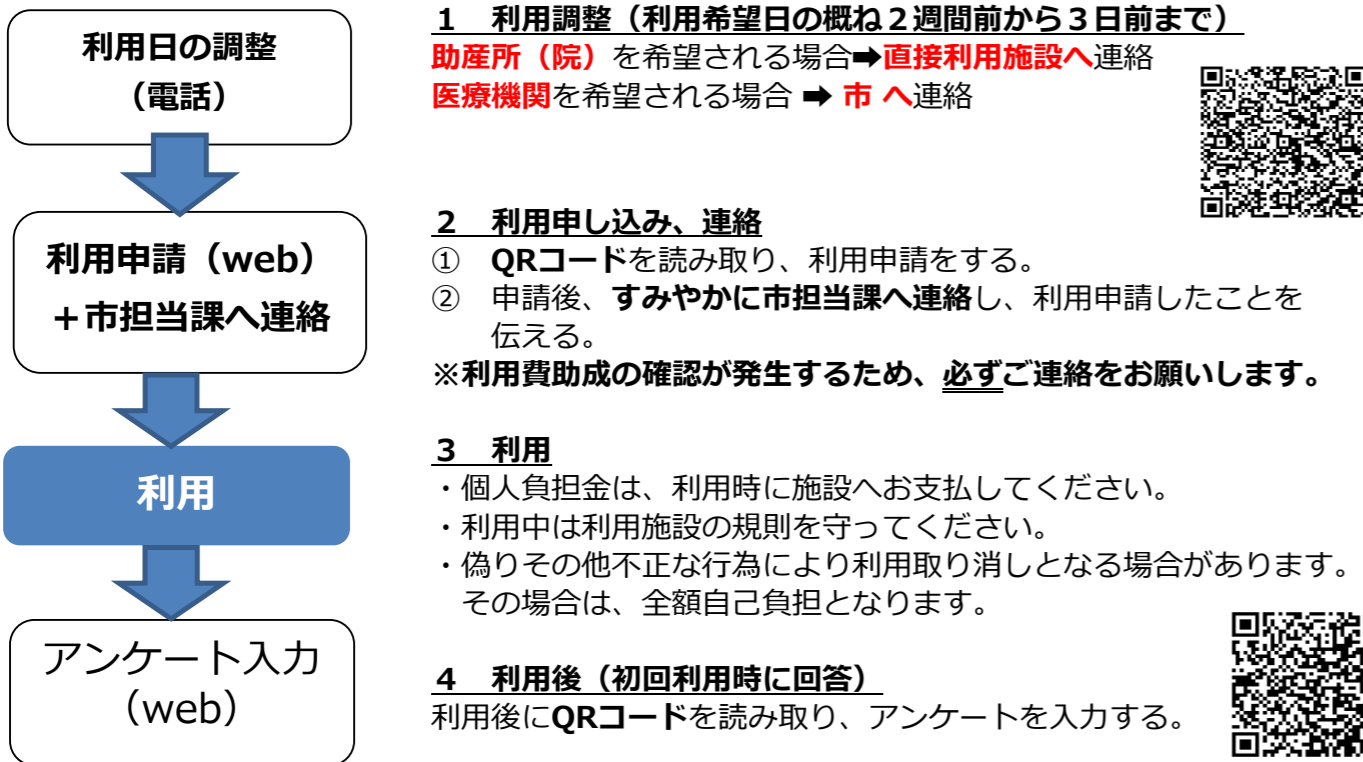 利用日の調整
（電話）
利用申請（web）
＋市担当課へ連絡
利用
アンケート入力
（web）
１　利用調整（利用希望日の概ね２週間前から３日前まで）
助産所（院）を希望される場合➡直接利用施設へ連絡
医療機関を希望される場合 ➡ 市 へ連絡
２　利用申し込み、連絡
①　QRコードを読み取り、利用申請をする。
②　申請後、すみやかに市担当課へ連絡し、利用申請したことを
伝える。
※利用費助成の確認が発生するため、必ずご連絡をお願いします。
３　利用
・個人負担金は、利用時に施設へお支払してください。
・利用中は利用施設の規則を守ってください。
・偽りその他不正な行為により利用取り消しとなる場合があります。
その場合は、全額自己負担となります。
４　利用後（初回利用時に回答）
利用後にQRコードを読み取り、アンケートを入力する。